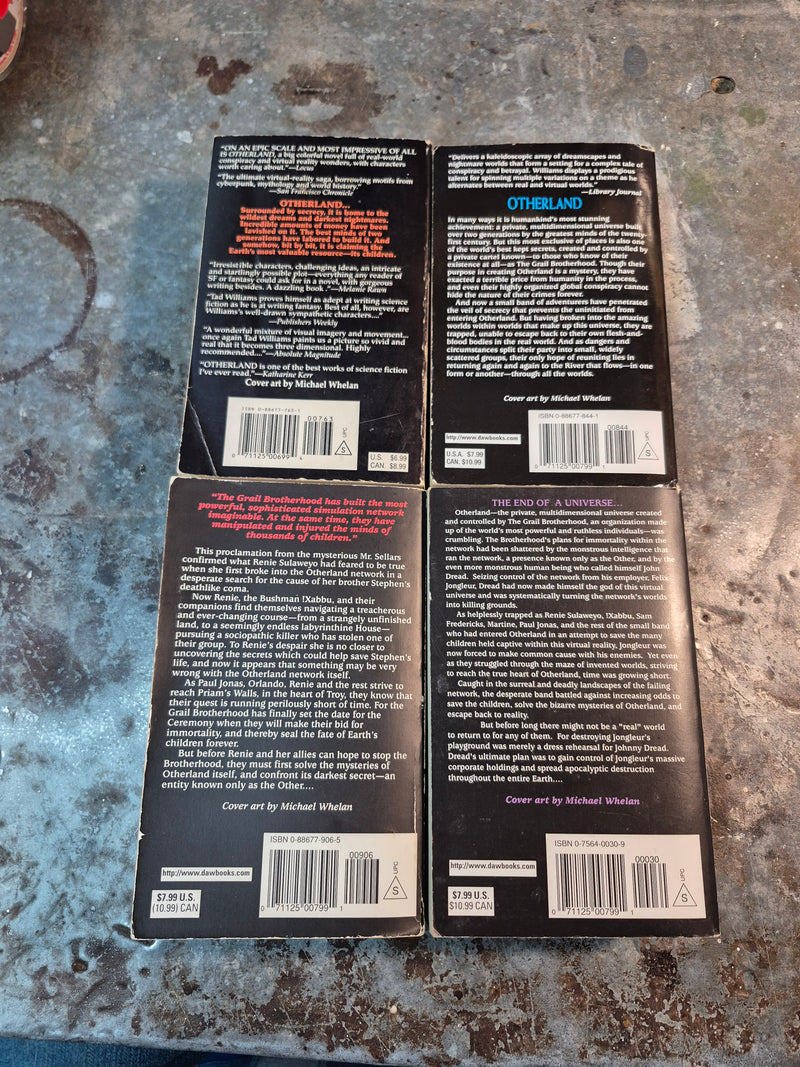 "ON AN EPIC SCALE AND MOST IMPRESSIVE OF ALL
IS OTHERLAND, a big colorful novel full of real-world
conspiracy and virtual reality wonders, with characters
worth caring about."—Locus
"The ultimate virtual-reality saga, borrowing motifs from
cyberpunk, mythology and world history."
—San Francisco Chronicle
OTHERLAND...
Surrounded by secrecy, it is home to the
wildest dreams and darkest nightmares.
Incredible amounts of money have been
lavished on it. The best minds of two
generations have labored to build it. And
somehow, bit by bit, it is claiming the
Earth's most valuable resource—its children.
"Irresistible characters, challenging ideas, an intricate
and startlingly possible plot—everything any reader of
SF or fantasy could ask for in a novel, with gorgeous
writing besides. A dazzling book."—Melanie Rawn
"Tad Williams proves himself as adept at writing science
fiction as he is at writing fantasy. Best of all, however, are
Williams's well-drawn sympathetic characters...."
—Publishers Weekly
"A wonderful mixture of visual imagery and movement...
once again Tad Williams paints us a picture so vivid and
real that it becomes three dimensional. Highly
recommended...."—Absolute Magnitude
"OTHERLAND is one of the best works of science fiction
I've ever read."—Katharine Kerr
Cover art by Michael Whelan
ISBN 0-88677-763-1
00763
0 71125 00699 4
UPC
S
U.S. $6.99
CAN. $8.99
"Delivers a kaleidoscopic array of dreamscapes and
nightmare worlds that form a setting for a complex tale of
conspiracy and betrayal. Williams displays a prodigious
talent for spinning multiple variations on a theme as he
alternates between real and virtual worlds."
—Library Journal
OTHERLAND
In many ways it is humankind's most stunning
achievement: a private, multidimensional universe built
over two generations by the greatest minds of the twenty-
first century. But this most exclusive of places is also one
of the world's best kept secrets, created and controlled by
a private cartel known—to those who know of their
existence at all—as The Grail Brotherhood. Though their
purpose in creating Otherland is a mystery, they have
exacted a terrible price from humanity in the process,
and even their highly organized global conspiracy cannot
hide the nature of their crimes forever.
And now a small band of adventurers have penetrated
the veil of secrecy that prevents the uninitiated from
entering Otherland. But having broken into the amazing
worlds within worlds that make up this universe, they are
trapped, unable to escape back to their own flesh-and-
blood bodies in the real world. And as dangers and
circumstances split their party into small, widely
scattered groups, their only hope of reuniting lies in
returning again and again to the River that flows—in one
form or another—through all the worlds.
Cover art by Michael Whelan
http://www.dawbooks.com
U.S.A. $7.99
CAN. $10.99
ISBN 0-88677-844-1
00844
0 71125 00799 1
UPC
S
"The Grail Brotherhood has built the most
powerful, sophisticated simulation network
imaginable. At the same time, they have
manipulated and injured the minds of
thousands of children."
This proclamation from the mysterious Mr. Sellars
confirmed what Renie Sulaweyo had feared to be true
when she first broke into the Otherland network in a
desperate search for the cause of her brother Stephen's
deathlike coma.
Now Renie, the Bushman !Xabbu, and their
companions find themselves navigating a treacherous
and ever-changing course—from a strangely unfinished
land, to a seemingly endless labyrinthine House—
pursuing a sociopathic killer who has stolen one of
their group. To Renie's despair she is no closer to
uncovering the secrets which could help save Stephen's
life, and now it appears that something may be very
wrong with the Otherland network itself.
As Paul Jonas, Orlando, Renie and the rest strive to
reach Priam's Walls, in the heart of Troy, they know that
their quest is running perilously short of time. For the
Grail Brotherhood has finally set the date for the
Ceremony when they will make their bid for
immortality, and thereby seal the fate of Earth's
children forever.
But before Renie and her allies can hope to stop the
Brotherhood, they must first solve the mysteries of
Otherland itself, and confront its darkest secret—an
entity known only as the Other....
Cover art by Michael Whelan
http://www.dawbooks.com
$7.99 U.S.
(10.99) CAN
ISBN 0-88677-906-5
00906
0 71125 00799 1
UPC
S
THE END OF A UNIVERSE...
Otherland—the private, multidimensional universe created
and controlled by The Grail Brotherhood, an organization made
up of the world's most powerful and ruthless individuals—was
crumbling. The Brotherhood's plans for immortality within the
network had been shattered by the monstrous intelligence that
ran the network, a presence known only as the Other, and by the
even more monstrous human being who called himself John
Dread. Seizing control of the network from his employer, Felix
Jongleur, Dread had now made himself the god of this virtual
universe and was systematically turning the network's worlds
into killing grounds.
As helplessly trapped as Renie Sulaweyo, !Xabbu, Sam
Fredericks, Martine, Paul Jonas, and the rest of the small band
who had entered Otherland in an attempt to save the many
children held captive within this virtual reality, Jongleur was
now forced to make common cause with his enemies. Yet even
as they struggled through the maze of invented worlds, striving
to reach the true heart of Otherland, time was growing short.
Caught in the surreal and deadly landscapes of the failing
network, the desperate band battled against increasing odds to
save the children, solve the bizarre mysteries of Otherland, and
escape back to reality.
But before long there might not be a "real" world
to return to for any of them. For destroying Jongleur's
playground was merely a dress rehearsal for Johnny Dread.
Dread's ultimate plan was to gain control of Jongleur's massive
corporate holdings and spread apocalyptic destruction
throughout the entire Earth....
Cover art by Michael Whelan
http://www.dawbooks.com
$7.99 U.S.
$10.99 CAN
ISBN 0-7564-0030-9
00030
0 71125 00799 1
UPC
S